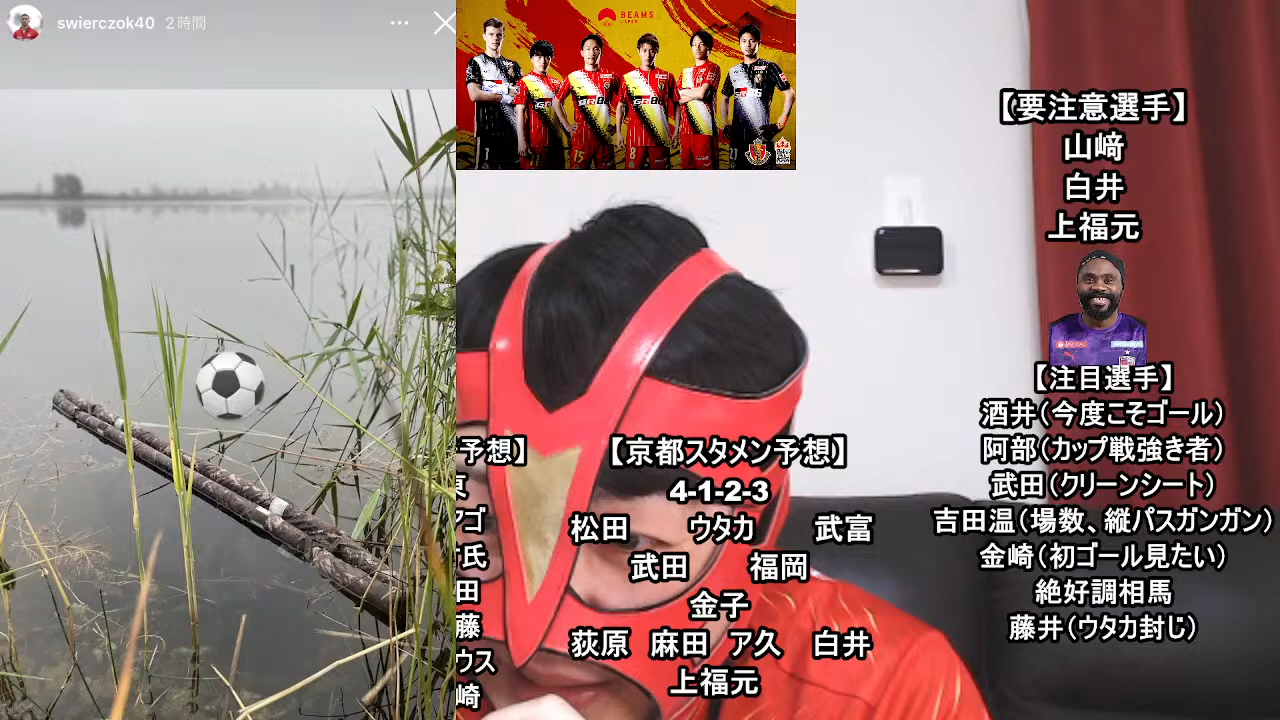 swierczok40 2時間
BEAMS
JAPAN
【要注意選手】
山﨑
白井
上福元
【注目選手】
酒井(今度こそゴール)
阿部(カップ戦強き者)
武田(クリーンシート)
吉田温(場数、縦パスガンガン)
金崎(初ゴール見たい)
絶好調相馬
藤井(ウタカ封じ)
予想】
田
藤
ウス
崎
【京都スタメン予想】
4-1-2-3
松田 ウタカ 武富
武田 福岡
金子
荻原 麻田 ア久 白井
上福元